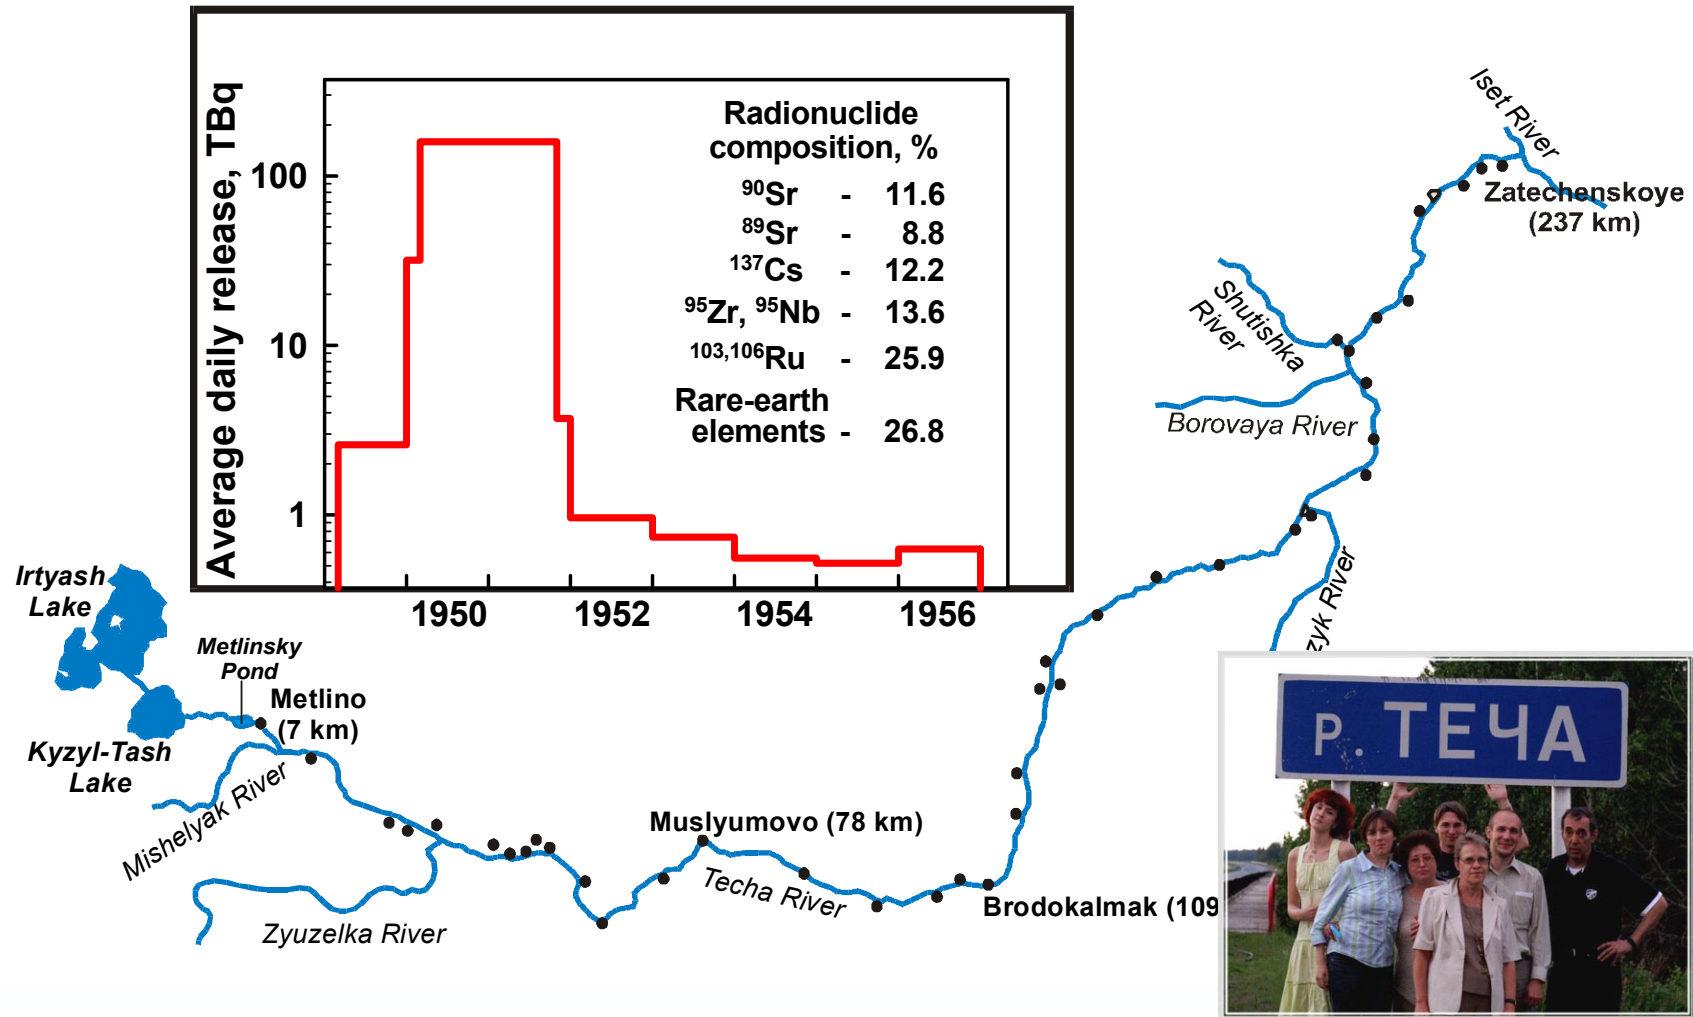 Average daily release, TBq
100
10
1
1950 1952 1954 1956
Radionuclide
composition, %
⁹⁰Sr - 11.6
⁸⁹Sr - 8.8
¹³⁷Cs - 12.2
⁹⁵Zr, ⁹⁵Nb - 13.6
¹⁰³,¹⁰⁶Ru - 25.9
Rare-earth
elements - 26.8
Iset River
Zatechenskoye
(237 km)
Shutishka
River
Borovaya River
zyk River
Irtyash
Lake
Metlinsky
Pond
Metlino
(7 km)
Kyzyl-Tash
Lake
Mishelyak River
Muslyumovo (78 km)
Techa River
Zyuzelka River
Brodokalmak (109
р. ТЕЧА